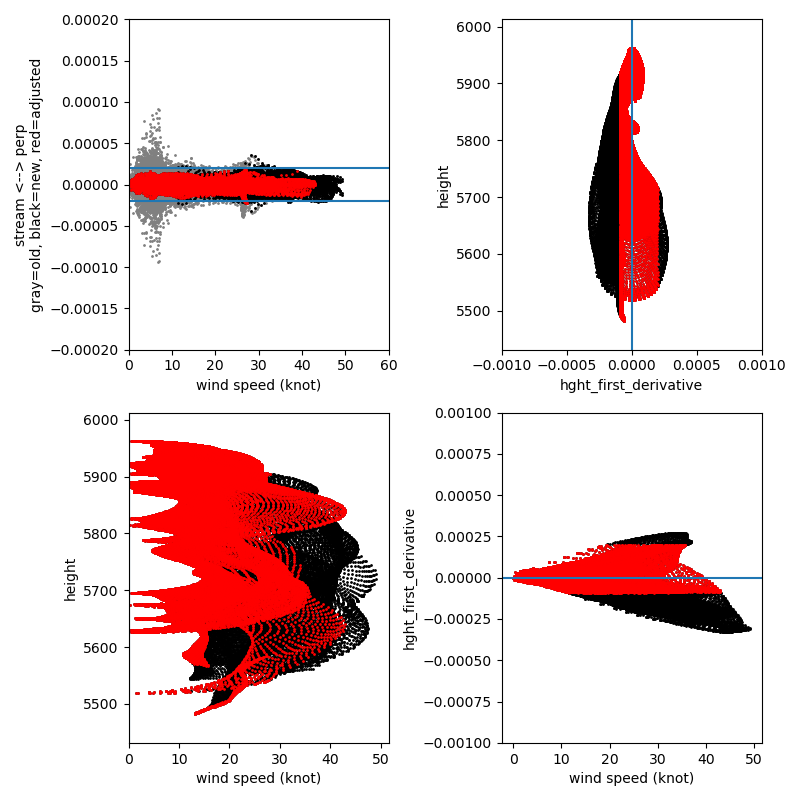 0.00020
0.00015
0.00010
0.00005
0.00000
−0.00005
−0.00010
−0.00015
−0.00020
stream <--> perp
gray=old, black=new, red=adjusted
0 10 20 30 40 50 60
wind speed (knot)
6000
5900
5800
5700
5600
5500
height
−0.0010 −0.0005 0.0000 0.0005 0.0010
hght_first_derivative
6000
5900
5800
5700
5600
5500
height
0 10 20 30 40 50
wind speed (knot)
0.00100
0.00075
0.00050
0.00025
0.00000
−0.00025
−0.00050
−0.00075
−0.00100
hght_first_derivative
0 10 20 30 40 50
wind speed (knot)